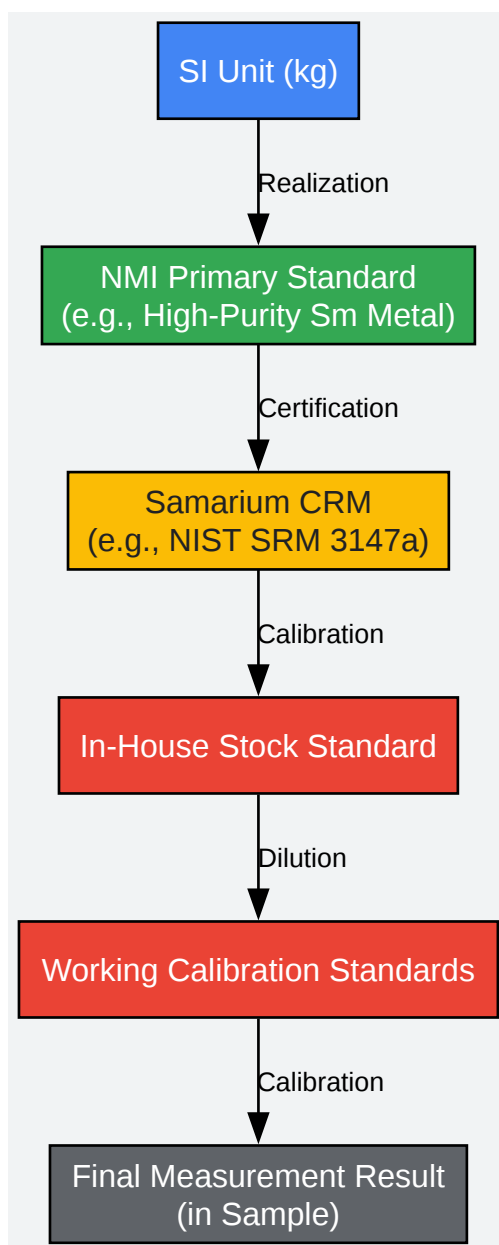 SI Unit (kg)
Realization
NMI Primary Standard
(e.g., High-Purity Sm Metal)
Certification
Samarium CRM
(e.g., NIST SRM 3147a)
Calibration
In-House Stock Standard
Dilution
Working Calibration Standards
Calibration
Final Measurement Result
(in Sample)